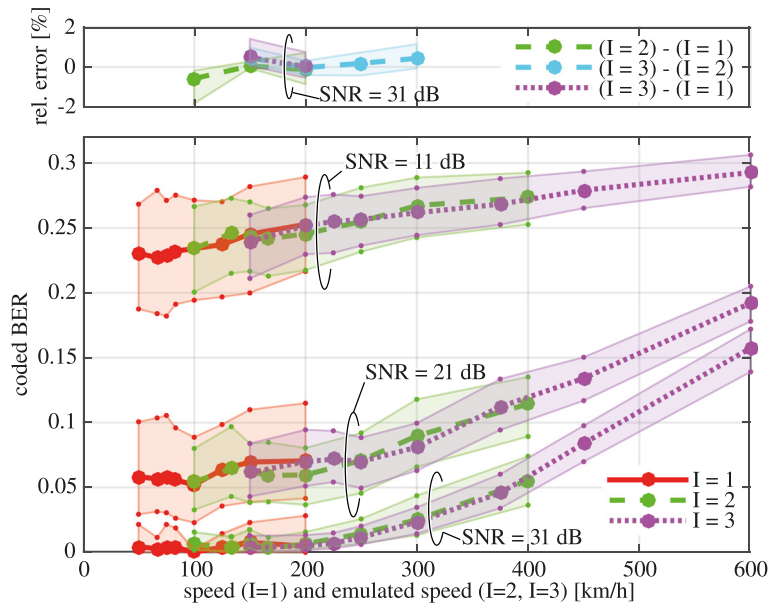 2
0
-2
rel. error [%]
(I = 2) - (I = 1)
(I = 3) - (I = 2)
(I = 3) - (I = 1)
SNR = 31 dB
0.3
0.25
0.2
0.15
0.1
0.05
0
coded BER
SNR = 11 dB
SNR = 21 dB
SNR = 31 dB
I = 1
I = 2
I = 3
0 100 200 300 400 500 600
speed (I=1) and emulated speed (I=2, I=3) [km/h]